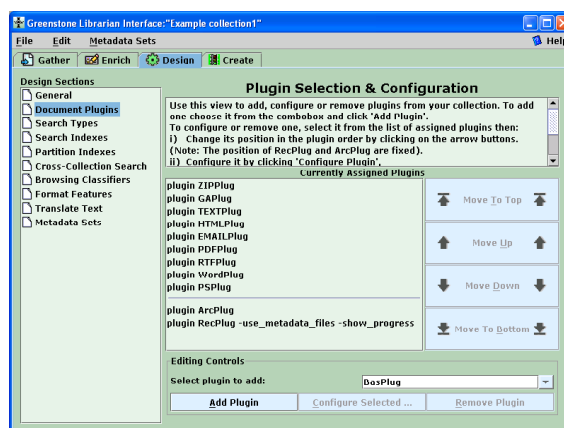 Greenstone Librarian Interface:"Example collection1"
File Edit Metadata Sets Help
Gather Enrich Design Create
Design Sections
General
Document Plugins
Search Types
Search Indexes
Partition Indexes
Cross-Collection Search
Browsing Classifiers
Format Features
Translate Text
Metadata Sets
Plugin Selection & Configuration
Use this view to add, configure or remove plugins from your collection. To add
one choose it from the combobox and click 'Add Plugin'.
To configure or remove one, select it from the list of assigned plugins then:
i) Change its position in the plugin order by clicking on the arrow buttons.
(Note: The position of RecPlug and ArcPlug are fixed).
ii) Configure it by clicking 'Configure Plugin',
Currently Assigned Plugins
plugin ZIPPlug
plugin GAPlug
plugin TEXTPlug
plugin HTMLPlug
plugin EMAILPlug
plugin PDFPlug
plugin RTFPlug
plugin WordPlug
plugin PSPlug
plugin ArcPlug
plugin RecPlug -use_metadata_files -show_progress
Move To Top
Move Up
Move Down
Move To Bottom
Editing Controls
Select plugin to add: BasPlug
Add Plugin Configure Selected ... Remove Plugin